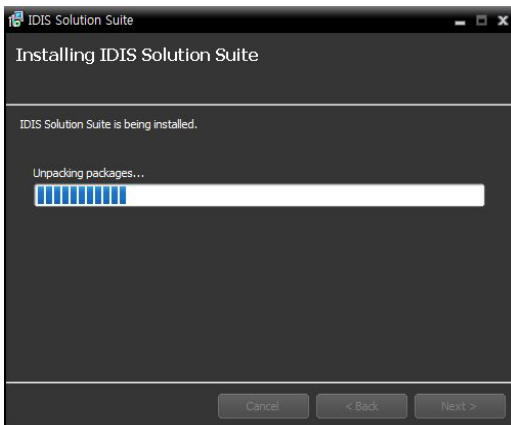 IDIS Solution Suite
Installing IDIS Solution Suite
IDIS Solution Suite is being installed.
Unpacking packages...
Cancel
< Back
Next >